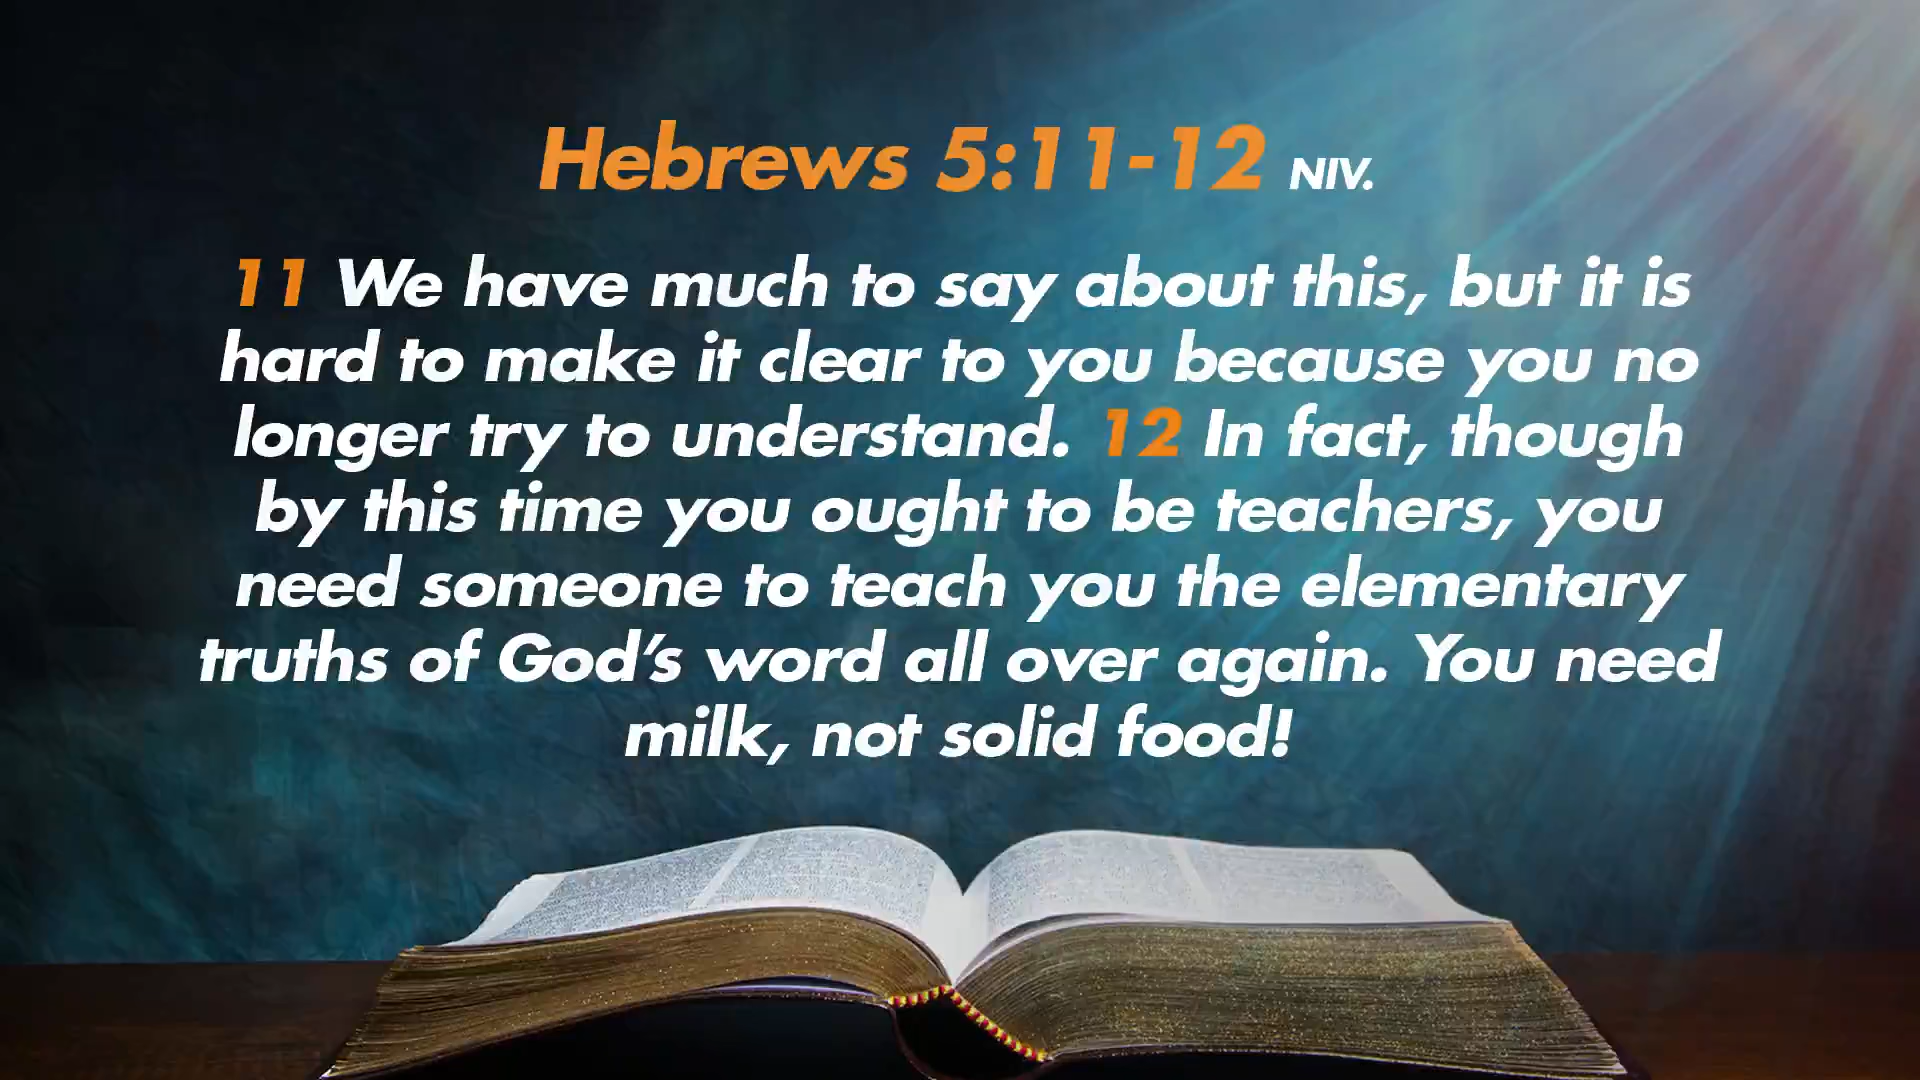 Hebrews 5:11-12 NIV.
11 We have much to say about this, but it is
hard to make it clear to you because you no
longer try to understand. 12 In fact, though
by this time you ought to be teachers, you
need someone to teach you the elementary
truths of God’s word all over again. You need
milk, not solid food!